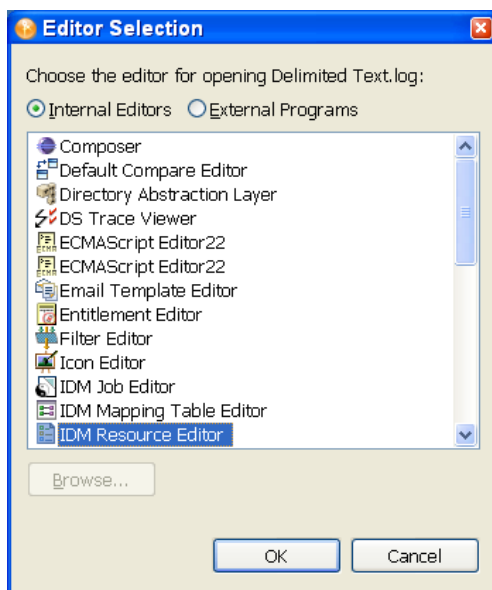 Editor Selection
Choose the editor for opening Delimited Text.log:
Internal Editors External Programs
Composer
Default Compare Editor
Directory Abstraction Layer
DS Trace Viewer
ECMAScript Editor22
ECMAScript Editor22
Email Template Editor
Entitlement Editor
Filter Editor
Icon Editor
IDM Job Editor
IDM Mapping Table Editor
IDM Resource Editor
Browse...
OK Cancel